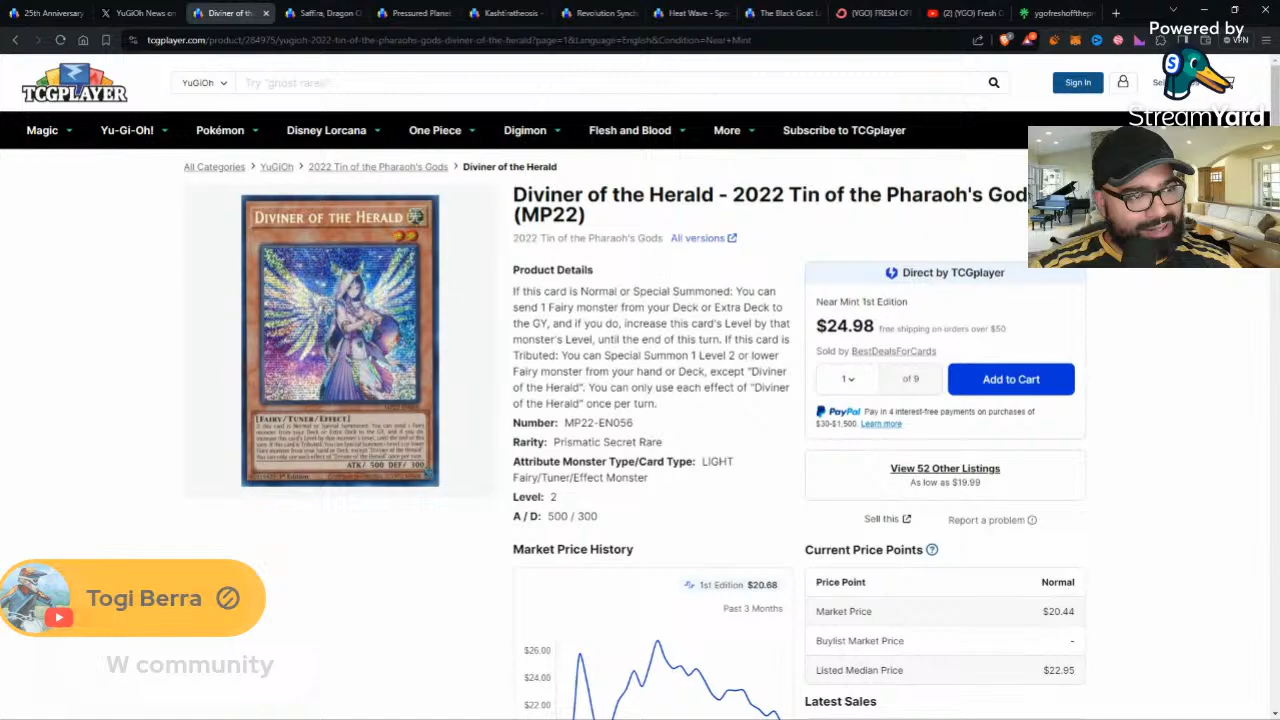 25th Anniversary
YuGiOh News on
Diviner of th
Saffira, Dragon C
Pressured Planet
Kashtiratheosis -
Revolution Synch
Heat Wave - Spe
The Black Goat L
(YGO) FRESH OF
(YGO) Fresh C
ygofreshofthep
tcgplayer.com/product/284975/yugioh-2022-tin-of-the-pharaohs-gods-diviner-of-the-herald?page=1&Language=English&Condition=Near+Mint
VPN
Powered by
StreamYard
TCGPLAYER
YuGiOh
Try "ghost rares"
Sign In
Magic
Yu-Gi-Oh!
Pokémon
Disney Lorcana
One Piece
Digimon
Flesh and Blood
More
Subscribe to TCGplayer
All Categories > YuGiOh > 2022 Tin of the Pharaoh's Gods > Diviner of the Herald
DIVINER OF THE HERALD
[FAIRY/TUNER/EFFECT]
ATK/ 500 DEF/ 300
1st Edition
Diviner of the Herald - 2022 Tin of the Pharaoh's God
(MP22)
2022 Tin of the Pharaoh's Gods All versions
Product Details
If this card is Normal or Special Summoned: You can
send 1 Fairy monster from your Deck or Extra Deck to
the GY, and if you do, increase this card's Level by that
monster's Level, until the end of this turn. If this card is
Tributed: You can Special Summon 1 Level 2 or lower
Fairy monster from your hand or Deck, except "Diviner
of the Herald". You can only use each effect of "Diviner
of the Herald" once per turn.
Number: MP22-EN056
Rarity: Prismatic Secret Rare
Attribute Monster Type/Card Type: LIGHT
Fairy/Tuner/Effect Monster
Level: 2
A / D: 500 / 300
Market Price History
1st Edition $20.68
Past 3 Months
$26.00
$24.00
$22.00
Direct by TCGplayer
Near Mint 1st Edition
$24.98 free shipping on orders over $50
Sold by BestDealsForCards
1 of 9
Add to Cart
PayPal Pay in 4 interest-free payments on purchases of
$30-$1,500. Learn more
View 52 Other Listings
As low as $19.99
Sell this
Report a problem
Current Price Points
Price Point Normal
Market Price $20.44
Buylist Market Price -
Listed Median Price $22.95
Latest Sales
Togi Berra
W community